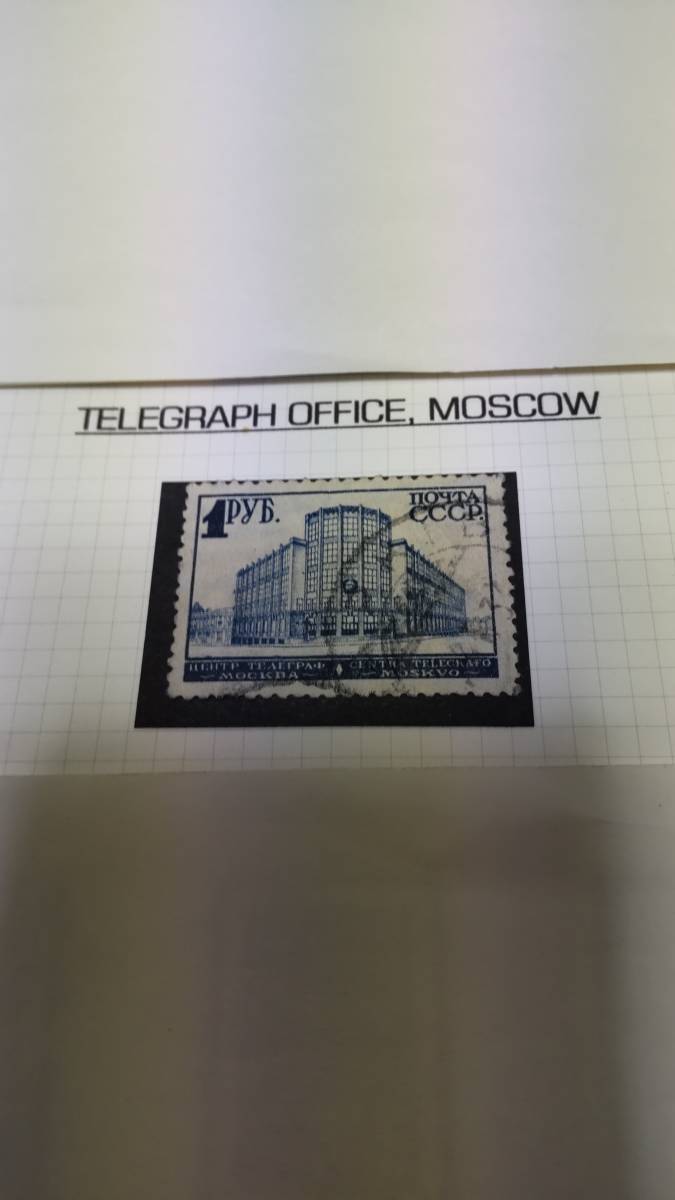 TELEGRAPH OFFICE, MOSCOW
1 РУБ.
ПОЧТА
СССР.
ЦЕНТР ТЕЛЕГРАФ
~ МОСКВА ~
CENTRA TELEGRAFO
~ MOSKVO ~